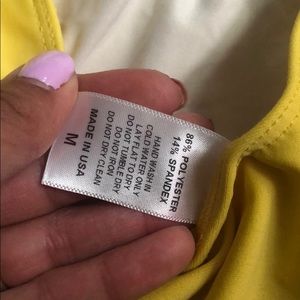 86% POLYESTER
14% SPANDEX
HAND WASH IN
COLD WATER ONLY
LAY FLAT TO DRY
DO NOT TUMBLE DRY
DO NOT IRON
DO NOT DRY CLEAN
MADE IN USA
M